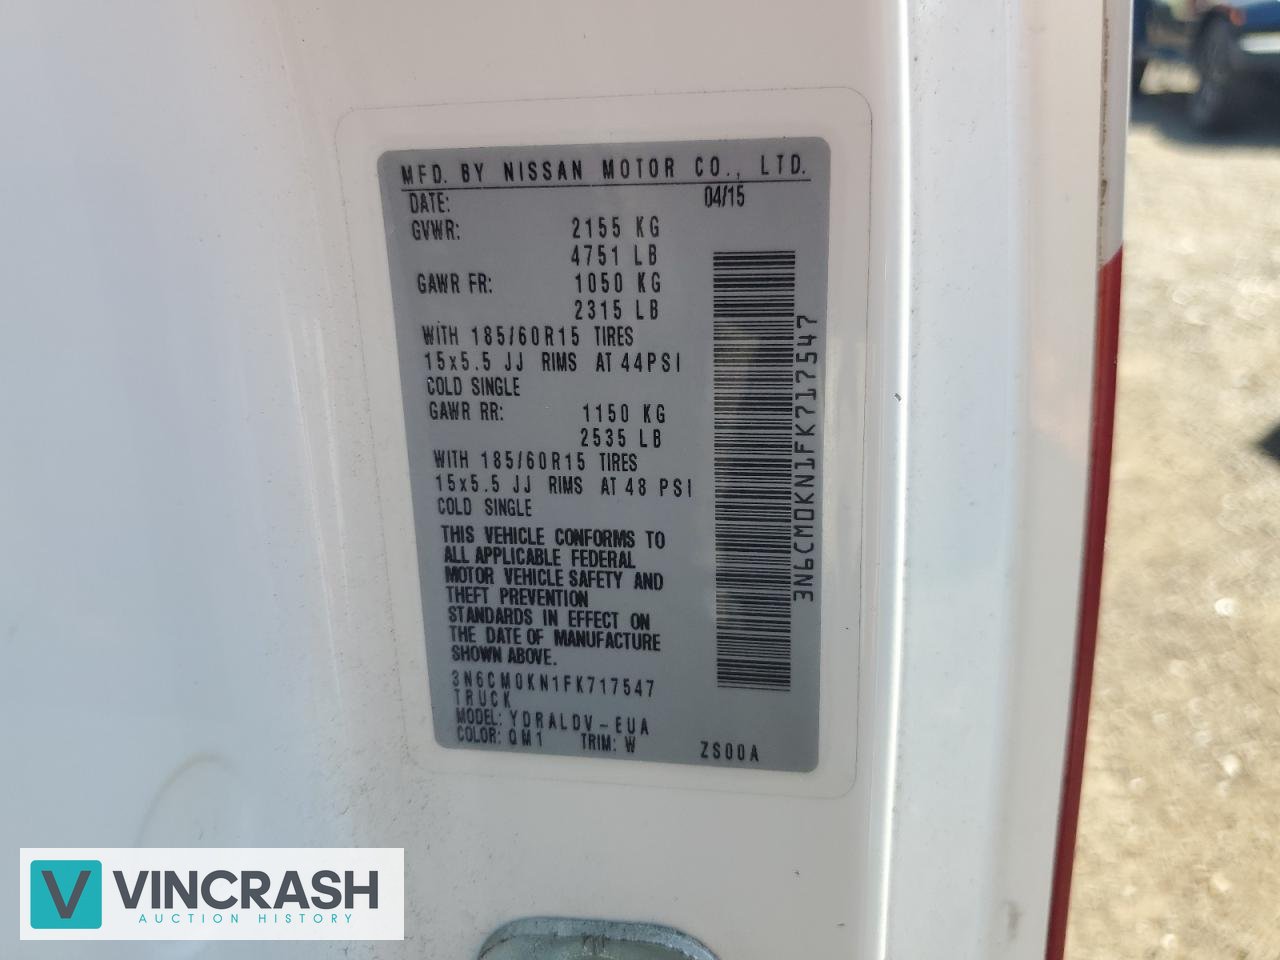 MFD. BY NISSAN MOTOR CO., LTD.
DATE: 04/15
GVWR: 2155 KG
4751 LB
GAWR FR: 1050 KG
2315 LB
WITH 185/60R15 TIRES
15x5.5 JJ RIMS AT 44PSI
COLD SINGLE
GAWR RR: 1150 KG
2535 LB
WITH 185/60R15 TIRES
15x5.5 JJ RIMS AT 48 PSI
COLD SINGLE
THIS VEHICLE CONFORMS TO
ALL APPLICABLE FEDERAL
MOTOR VEHICLE SAFETY AND
THEFT PREVENTION
STANDARDS IN EFFECT ON
THE DATE OF MANUFACTURE
SHOWN ABOVE.
3N6CM0KN1FK717547
TRUCK
MODEL: YDRALDV-EUA
COLOR: QM1 TRIM: W ZS00A
3N6CM0KN1FK717547
V VINCRASH
AUCTION HISTORY